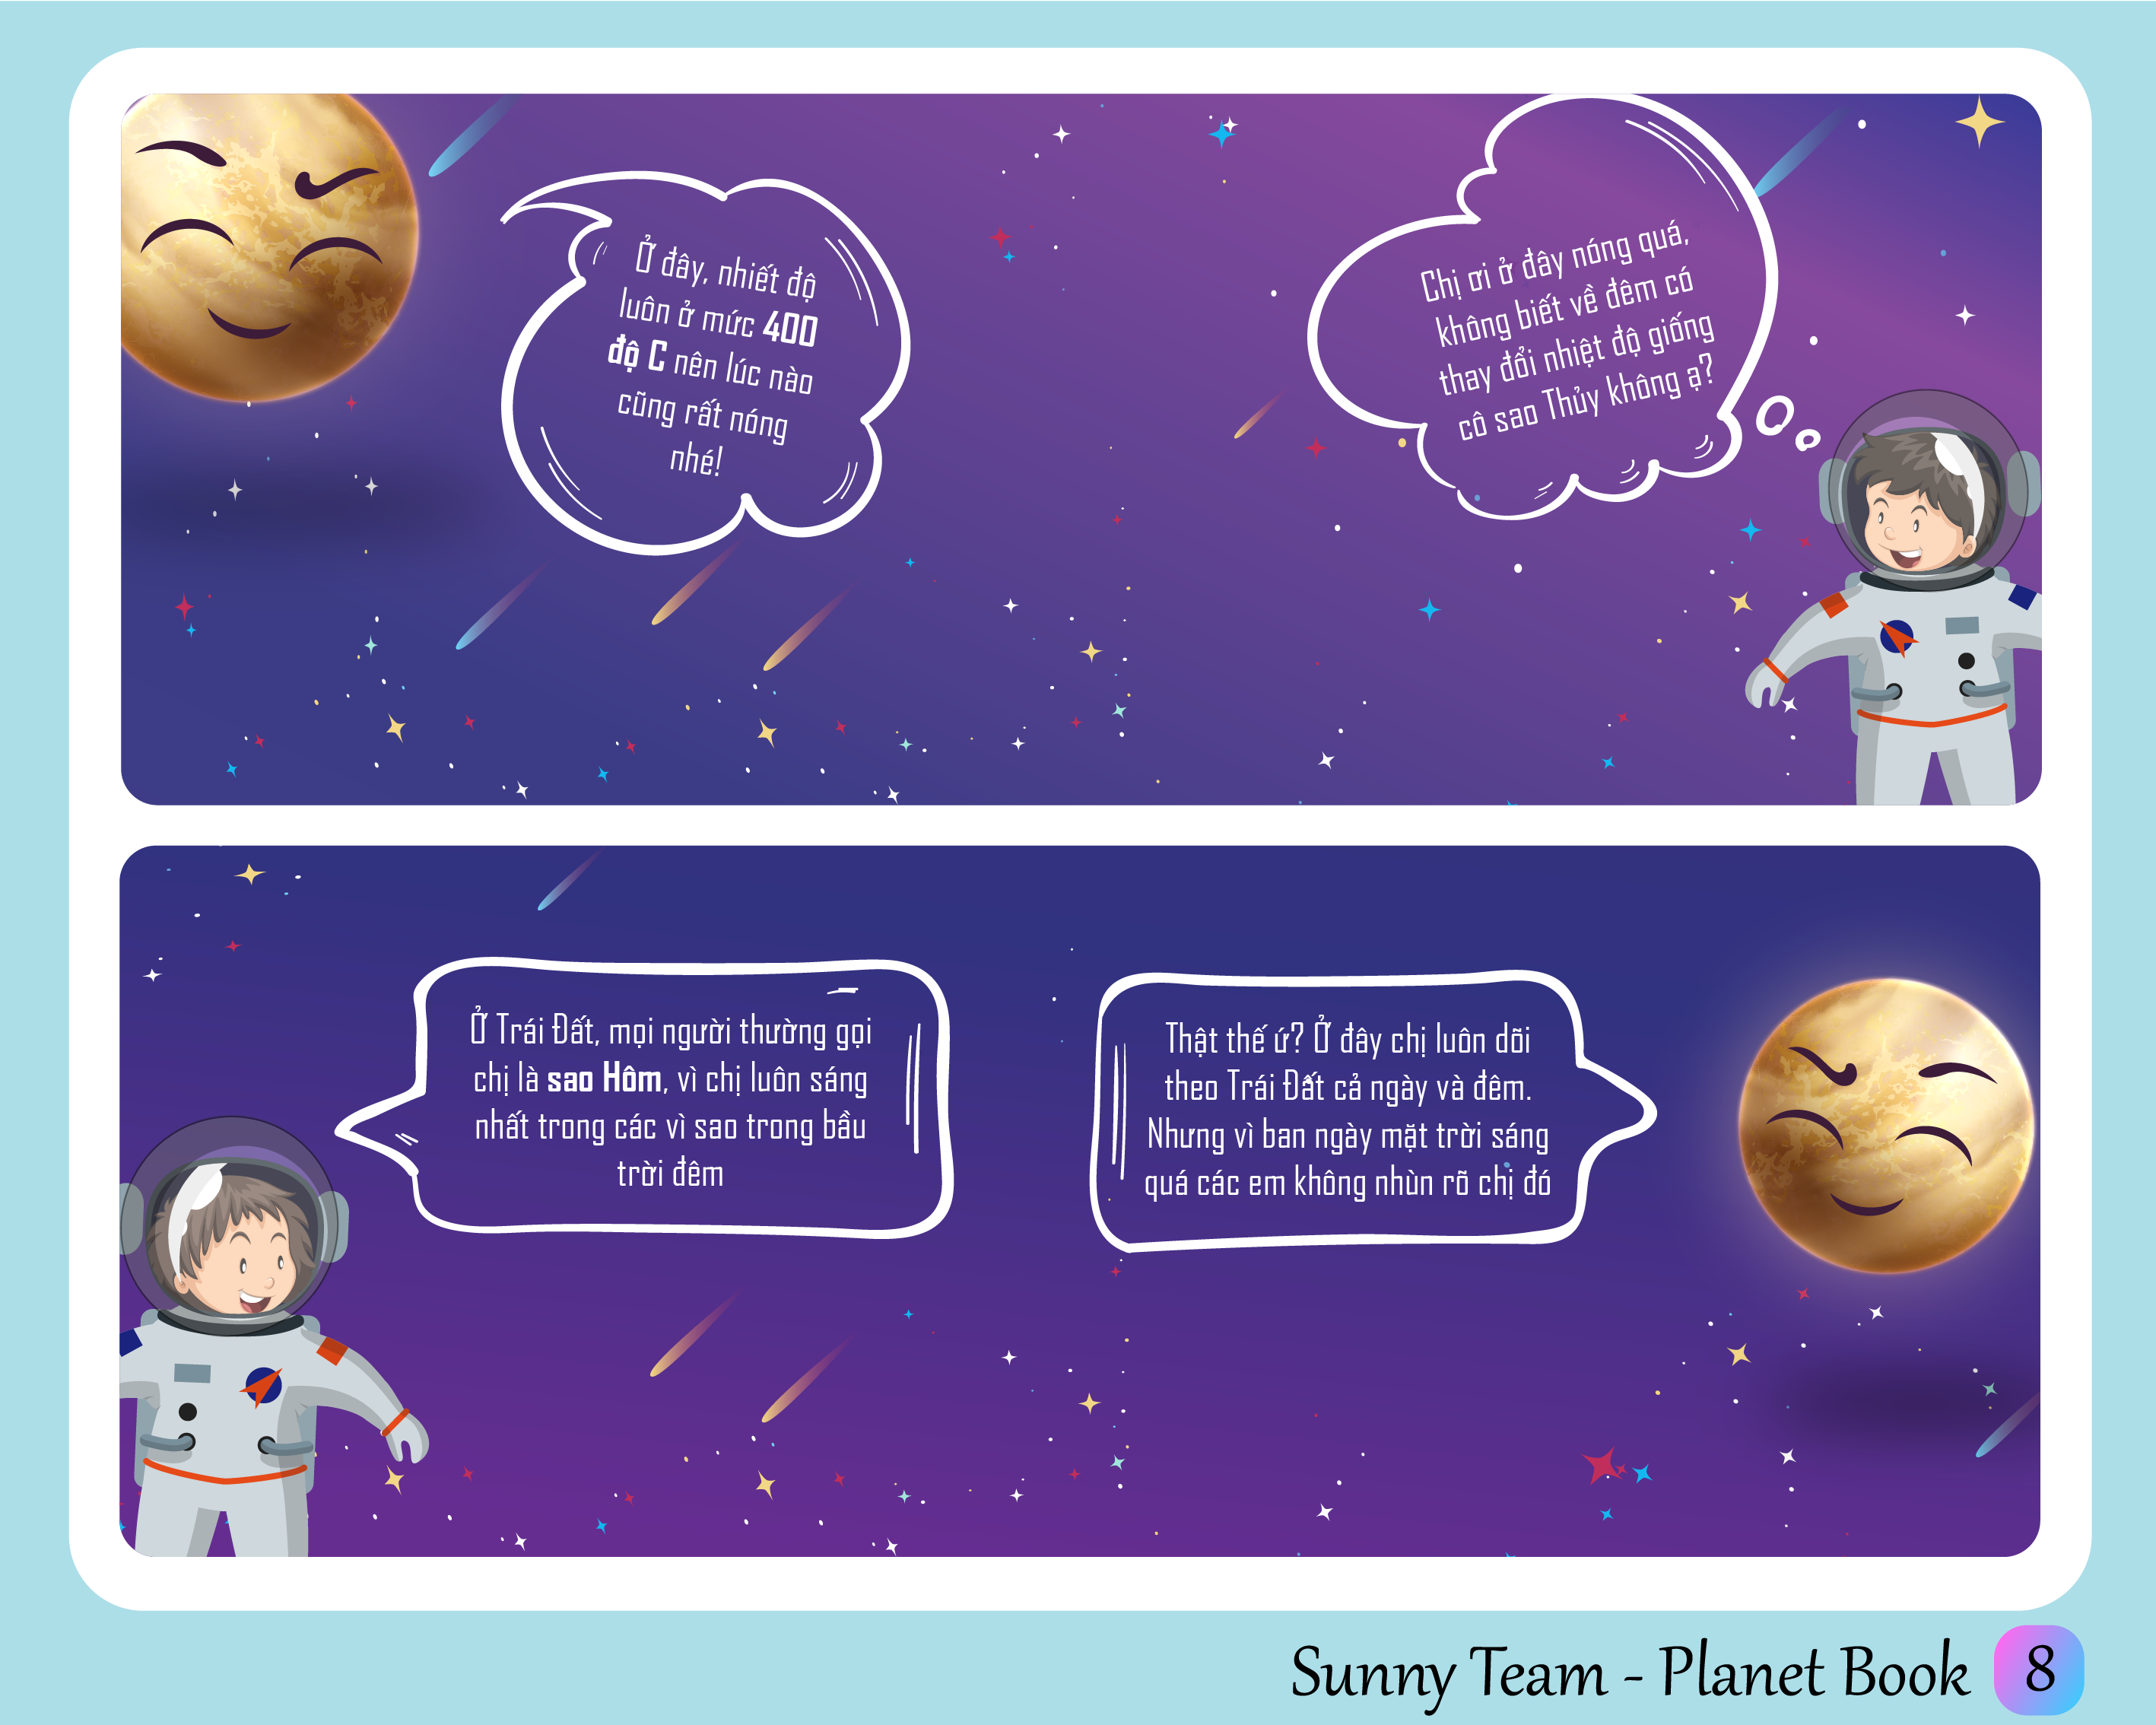 Ở đây, nhiết độ
luôn ở mức 400
độ C nên lúc nào
cũng rất nóng
nhé!
Chị ơi ở đây nóng quá,
không biết về đêm có
thay đổi nhiệt độ giống
cô sao Thủy không ạ?
Ở Trái Đất, mọi người thường gọi
chị là sao Hôm, vì chị luôn sáng
nhất trong các vì sao trong bầu
trời đêm
Thật thế ứ? Ở đây chị luôn dõi
theo Trái Đất cả ngày và đêm.
Nhưng vì ban ngày mặt trời sáng
quá các em không nhùn rõ chị đó
Sunny Team - Planet Book 8